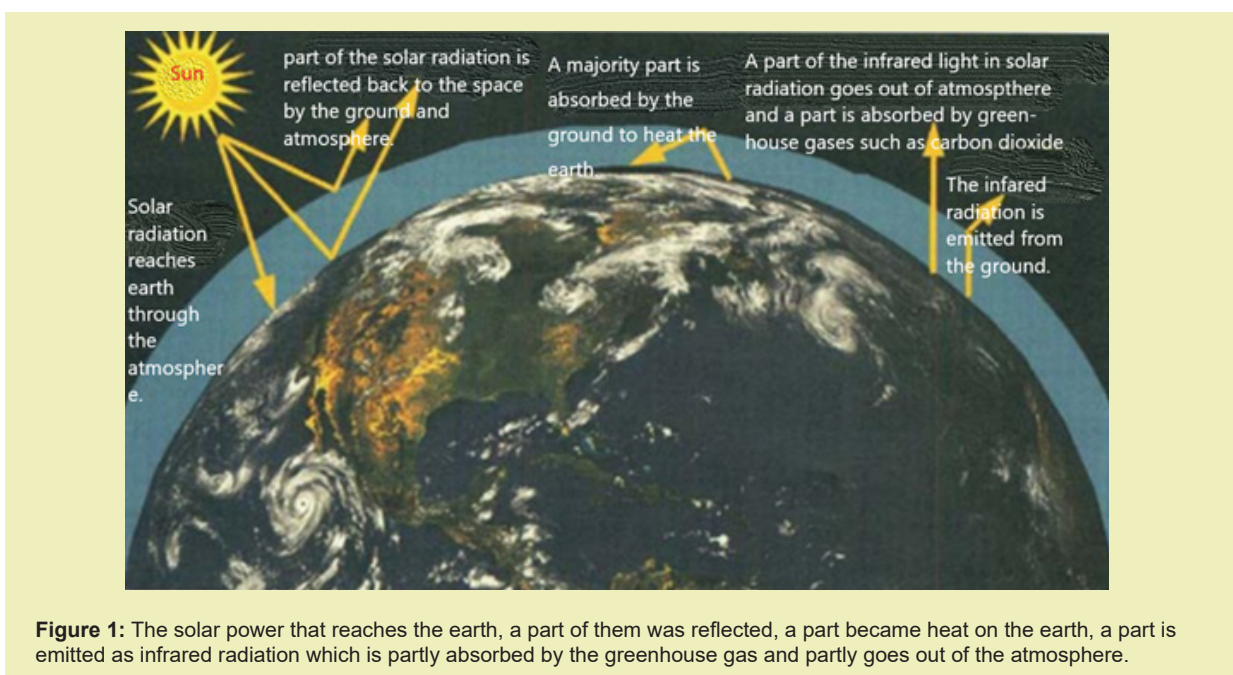 Sun
part of the solar radiation is
reflected back to the space
by the ground and
atmosphere.
A majority part is
absorbed by the
ground to heat the
earth.
A part of the infrared light in solar
radiation goes out of atmospthere
and a part is absorbed by green-
house gases such as carbon dioxide
The infared
radiation is
emitted from
the ground.
Solar
radiation
reaches
earth
through
the
atmospher
e.
Figure 1: The solar power that reaches the earth, a part of them was reflected, a part became heat on the earth, a part is
emitted as infrared radiation which is partly absorbed by the greenhouse gas and partly goes out of the atmosphere.